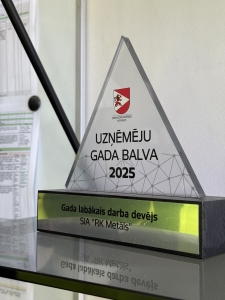 UZŅĒMĒJU
GADA BALVA
2025
Gada labākais darba devējs
SIA "RK Metāls"